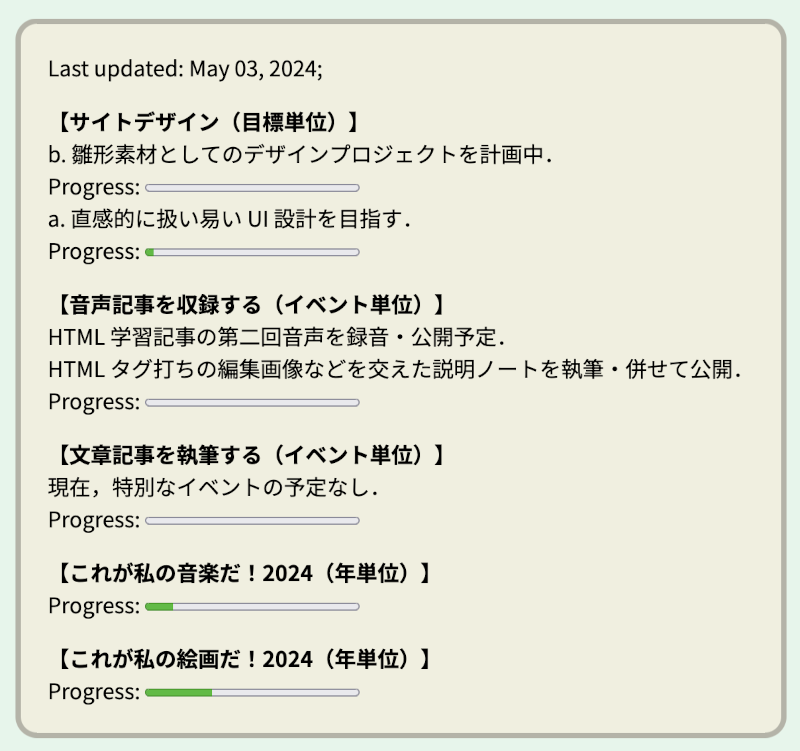 Last updated: May 03, 2024;
【サイトデザイン（目標単位）】
b. 雛形素材としてのデザインプロジェクトを計画中．
Progress:
a. 直感的に扱い易い UI 設計を目指す．
Progress:
【音声記事を収録する（イベント単位）】
HTML 学習記事の第二回音声を録音・公開予定．
HTML タグ打ちの編集画像などを交えた説明ノートを執筆・併せて公開．
Progress:
【文章記事を執筆する（イベント単位）】
現在，特別なイベントの予定なし．
Progress:
【これが私の音楽だ！2024（年単位）】
Progress:
【これが私の絵画だ！2024（年単位）】
Progress: